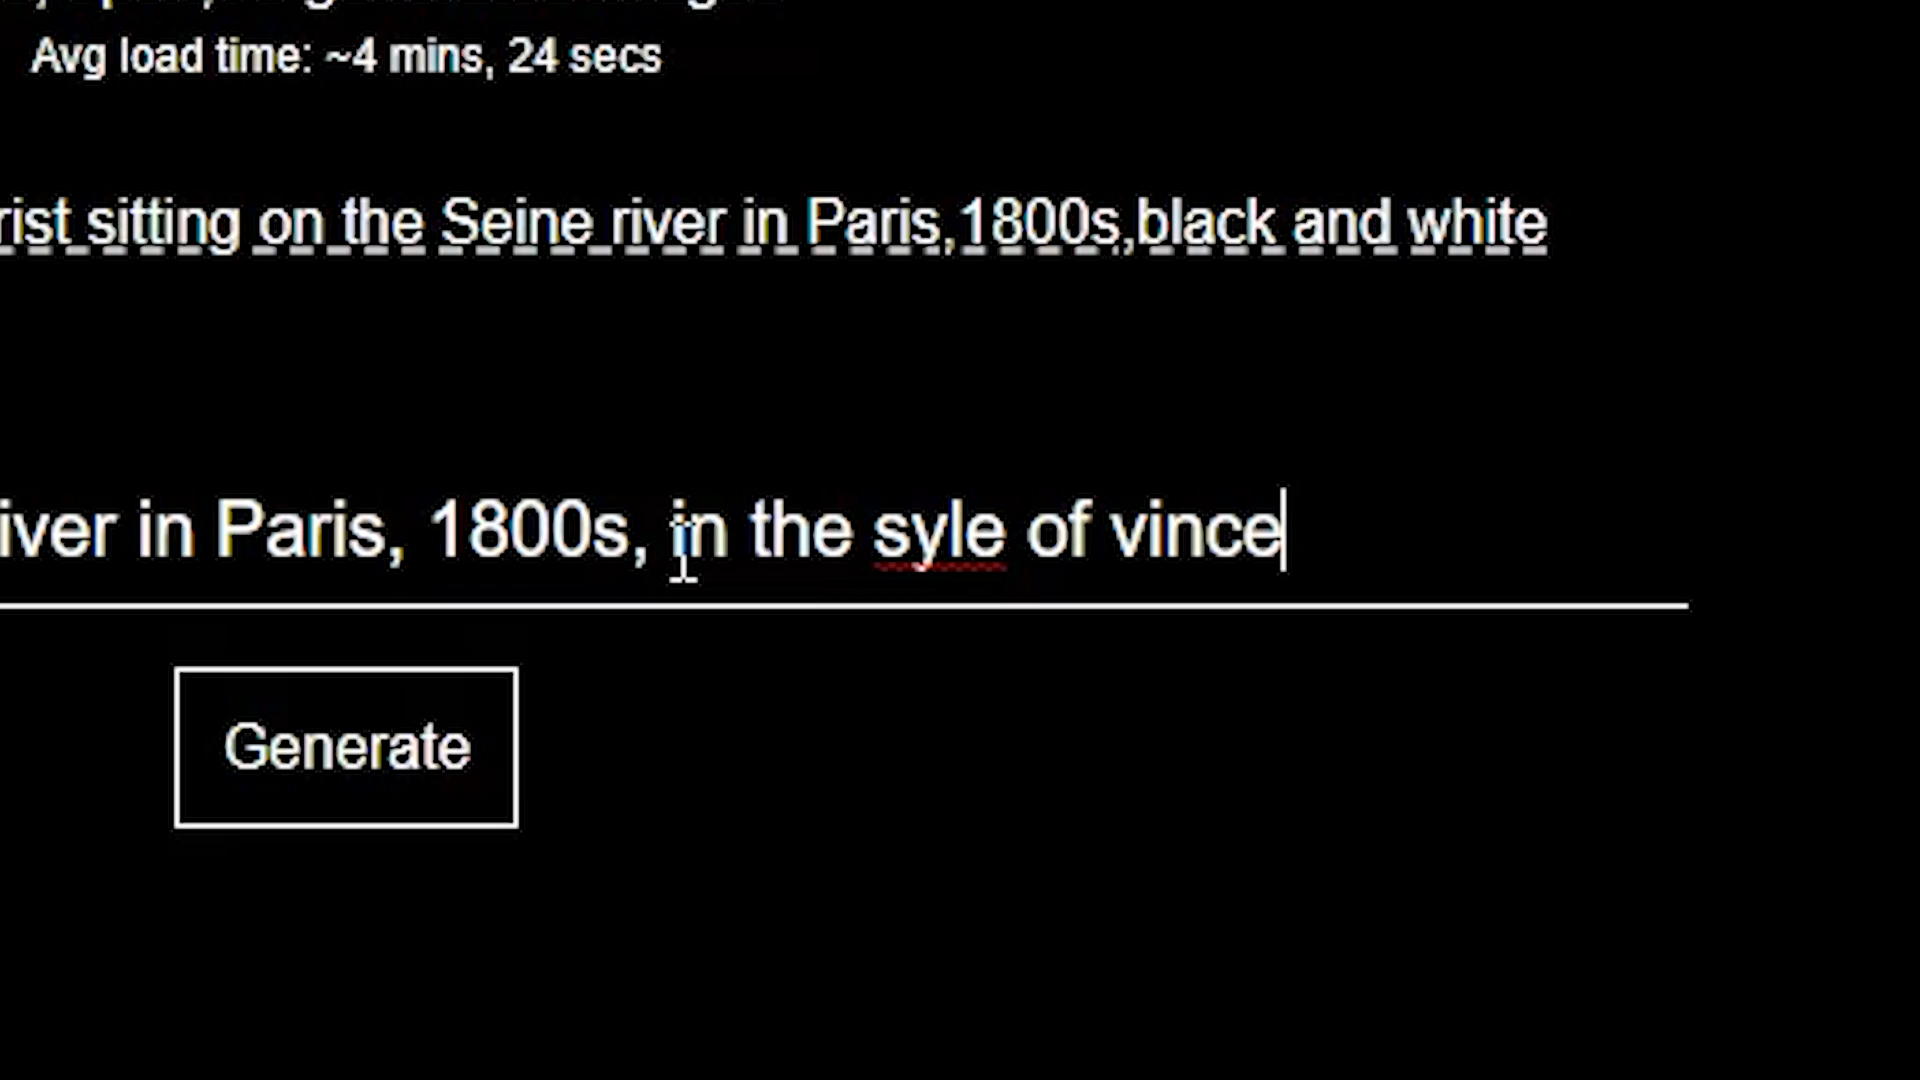 Avg load time: ~4 mins, 24 secs
rist sitting on the Seine river in Paris,1800s,black and white
iver in Paris, 1800s, in the syle of vince
Generate